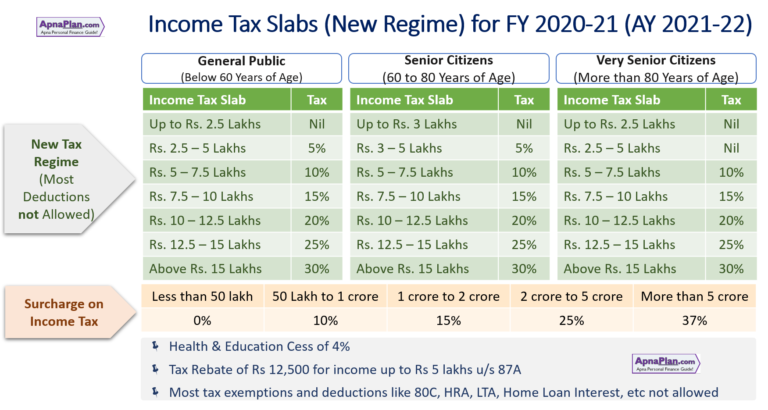 ApnaPlan.com
Apna Personal Finance Guide!
Income Tax Slabs (New Regime) for FY 2020-21 (AY 2021-22)
General Public
(Below 60 Years of Age)
Senior Citizens
(60 to 80 Years of Age)
Very Senior Citizens
(More than 80 Years of Age)
Income Tax Slab Tax Income Tax Slab Tax Income Tax Slab Tax
Up to Rs. 2.5 Lakhs Nil Up to Rs. 3 Lakhs Nil Up to Rs. 2.5 Lakhs Nil
Rs. 2.5 – 5 Lakhs 5% Rs. 3 – 5 Lakhs 5% Rs. 2.5 – 5 Lakhs Nil
Rs. 5 – 7.5 Lakhs 10% Rs. 5 – 7.5 Lakhs 10% Rs. 5 – 7.5 Lakhs 10%
Rs. 7.5 – 10 Lakhs 15% Rs. 7.5 – 10 Lakhs 15% Rs. 7.5 – 10 Lakhs 15%
Rs. 10 – 12.5 Lakhs 20% Rs. 10 – 12.5 Lakhs 20% Rs. 10 – 12.5 Lakhs 20%
Rs. 12.5 – 15 Lakhs 25% Rs. 12.5 – 15 Lakhs 25% Rs. 12.5 – 15 Lakhs 25%
Above Rs. 15 Lakhs 30% Above Rs. 15 Lakhs 30% Above Rs. 15 Lakhs 30%
New Tax
Regime
(Most
Deductions
not Allowed)
Surcharge on
Income Tax
Less than 50 lakh 50 Lakh to 1 crore 1 crore to 2 crore 2 crore to 5 crore More than 5 crore
0% 10% 15% 25% 37%
Health & Education Cess of 4%
Tax Rebate of Rs 12,500 for income up to Rs 5 lakhs u/s 87A
Most tax exemptions and deductions like 80C, HRA, LTA, Home Loan Interest, etc not allowed
ApnaPlan.com
Apna Personal Finance Guide!